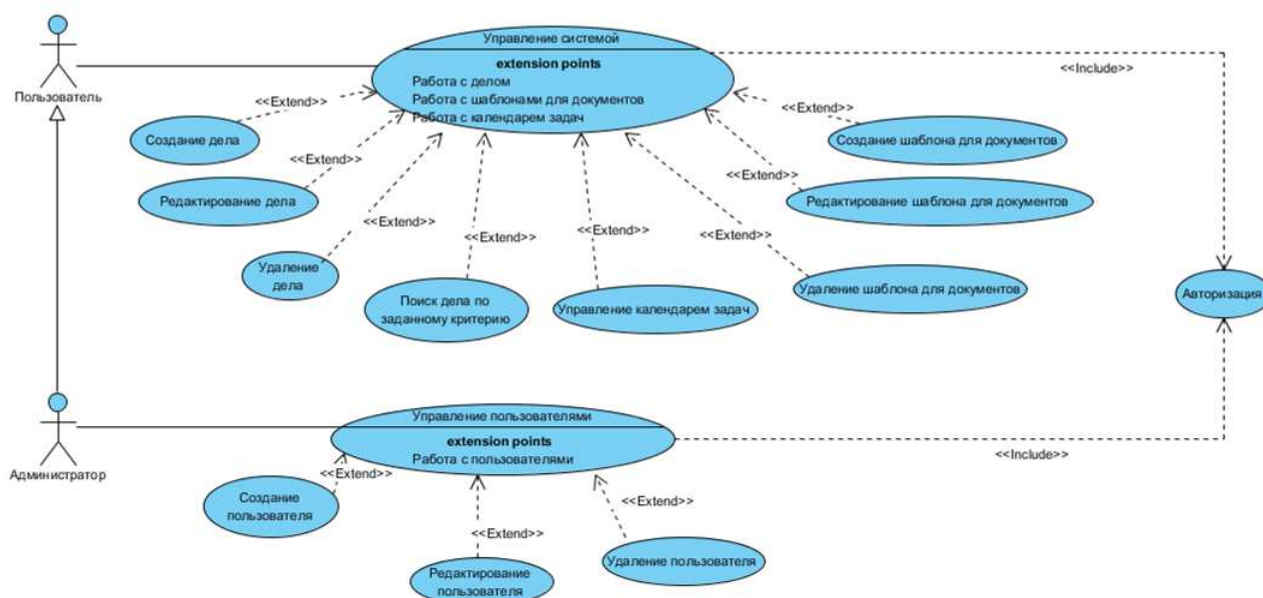 Управление системой
extension points
Работа с делом
Работа с шаблонами для документов
Работа с календарем задач
<<Include>>
Пользователь
<<Extend>>
<<Extend>>
Создание дела
Создание шаблона для документов
<<Extend>>
<<Extend>>
Редактирование дела
Редактирование шаблона для документов
<<Extend>>
<<Extend>>
<<Extend>>
<<Extend>>
Удаление
дела
Поиск дела по
заданному критерию
Управление календарем задач
Удаление шаблона для документов
Авторизация
Администратор
Управление пользователями
extension points
Работа с пользователями
<<Include>>
<<Extend>>
Создание
пользователя
<<Extend>>
<<Extend>>
Редактирование
пользователя
Удаление пользователя